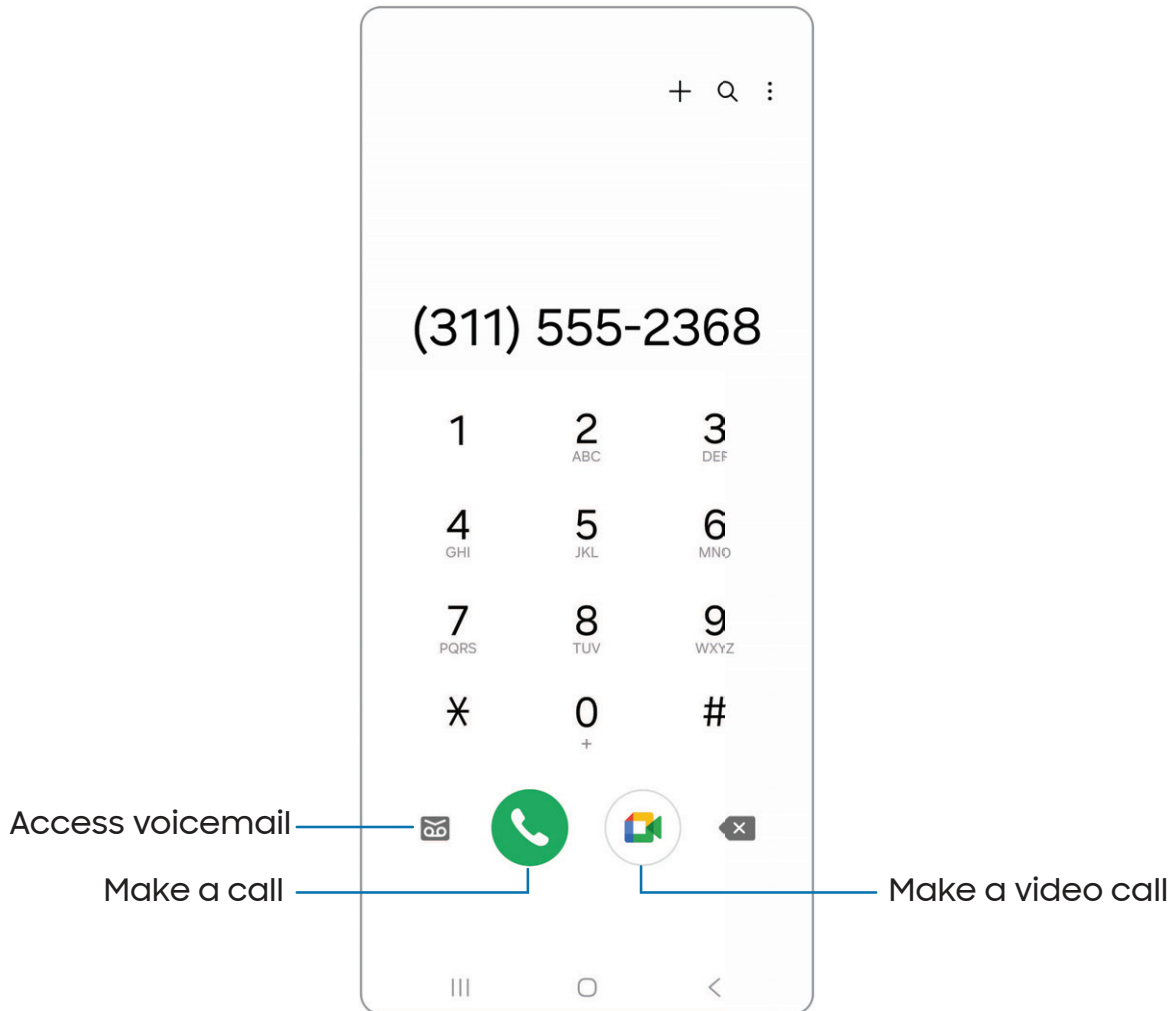 (311) 555-2368
1 2 3
ABC DEF
4 5 6
GHI JKL MNO
7 8 9
PQRS TUV WXYZ
* 0 #
+
Access voicemail
Make a call
Make a video call